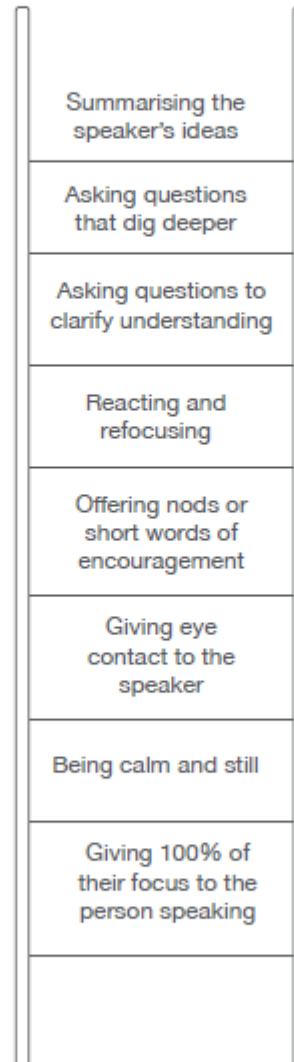 Summarising the
speaker's ideas
Asking questions
that dig deeper
Asking questions to
clarify understanding
Reacting and
refocusing
Offering nods or
short words of
encouragement
Giving eye
contact to the
speaker
Being calm and still
Giving 100% of
their focus to the
person speaking